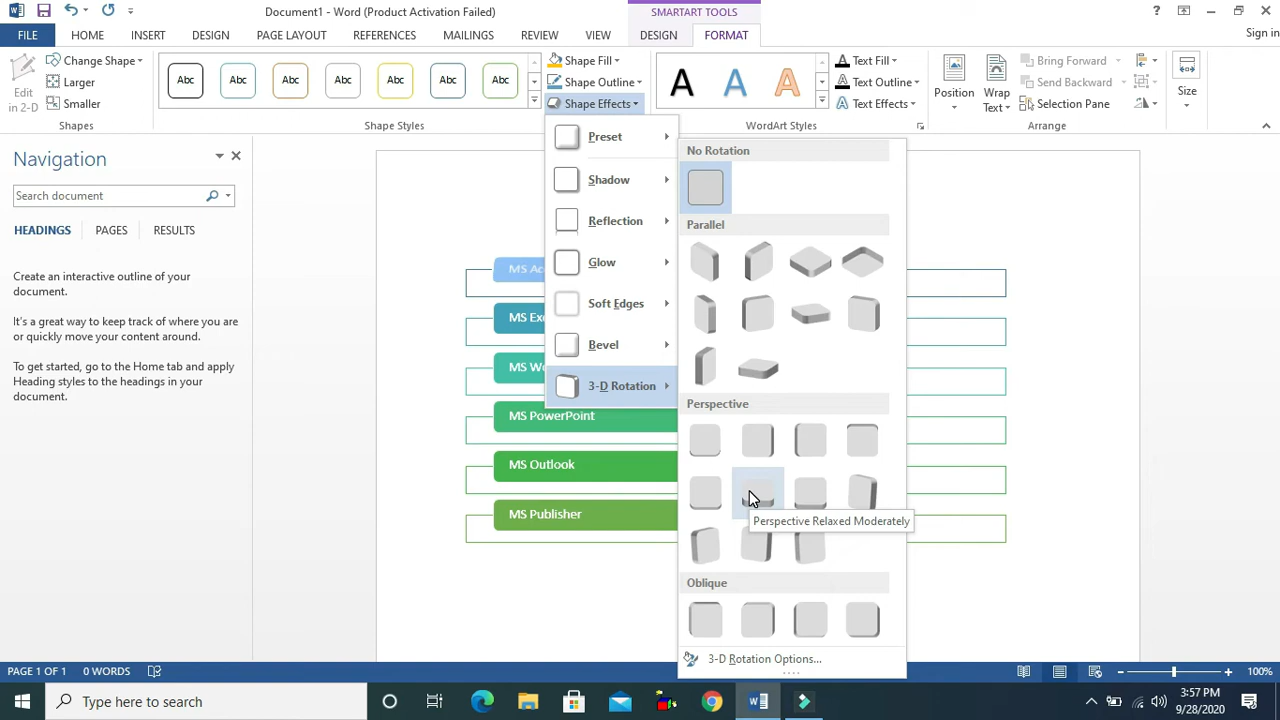 Document1 - Word (Product Activation Failed)
SMARTART TOOLS
?
FILE
HOME
INSERT
DESIGN
PAGE LAYOUT
REFERENCES
MAILINGS
REVIEW
VIEW
DESIGN
FORMAT
Sign in
Edit
in 2-D
Change Shape
Larger
Smaller
Shapes
Abc
Abc
Abc
Abc
Abc
Abc
Abc
Shape Styles
Shape Fill
Shape Outline
Shape Effects
A
A
A
WordArt Styles
Text Fill
Text Outline
Text Effects
Position
Wrap
Text
Bring Forward
Send Backward
Selection Pane
Arrange
Size
Navigation
Search document
HEADINGS
PAGES
RESULTS
Create an interactive outline of your
document.
It's a great way to keep track of where you are
or quickly move your content around.
To get started, go to the Home tab and apply
Heading styles to the headings in your
document.
MS PowerPoint
MS Outlook
MS Publisher
Preset
Shadow
Reflection
Glow
Soft Edges
Bevel
3-D Rotation
No Rotation
Parallel
Perspective
Perspective Relaxed Moderately
Oblique
3-D Rotation Options...
PAGE 1 OF 1
0 WORDS
100%
Type here to search
3:57 PM
9/28/2020